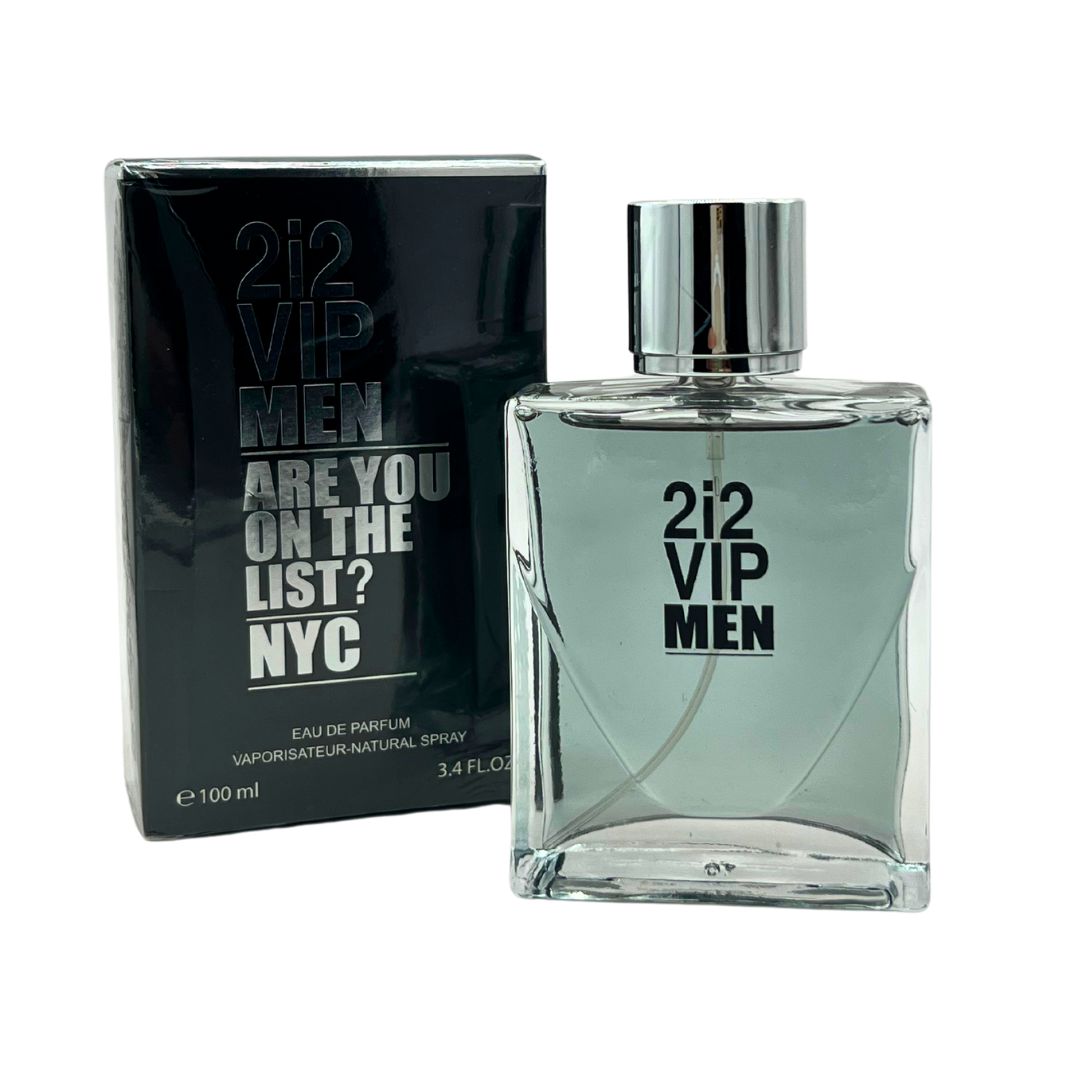 2i2
VIP
MEN
ARE YOU
ON THE
LIST?
NYC
EAU DE PARFUM
VAPORISATEUR-NATURAL SPRAY
3.4 FL.OZ
℮ 100 ml
2i2
VIP
MEN